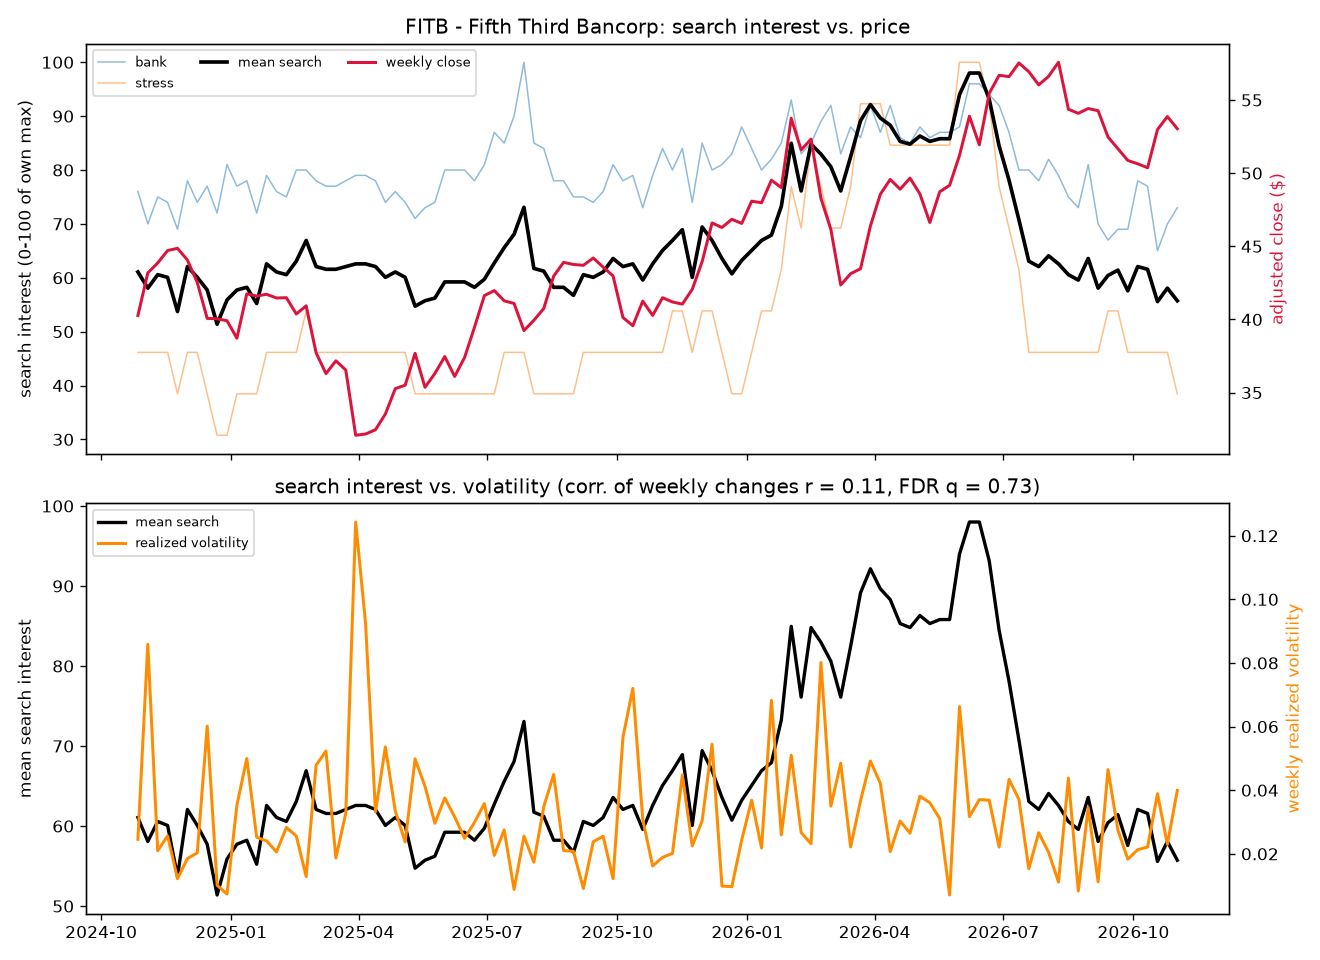 FITB - Fifth Third Bancorp: search interest vs. price
bank
stress
mean search
weekly close
search interest (0-100 of own max)
100
90
80
70
60
50
40
30
adjusted close ($)
55
50
45
40
35
search interest vs. volatility (corr. of weekly changes r = 0.11, FDR q = 0.73)
mean search
realized volatility
mean search interest
100
90
80
70
60
50
weekly realized volatility
0.12
0.10
0.08
0.06
0.04
0.02
2024-10
2025-01
2025-04
2025-07
2025-10
2026-01
2026-04
2026-07
2026-10